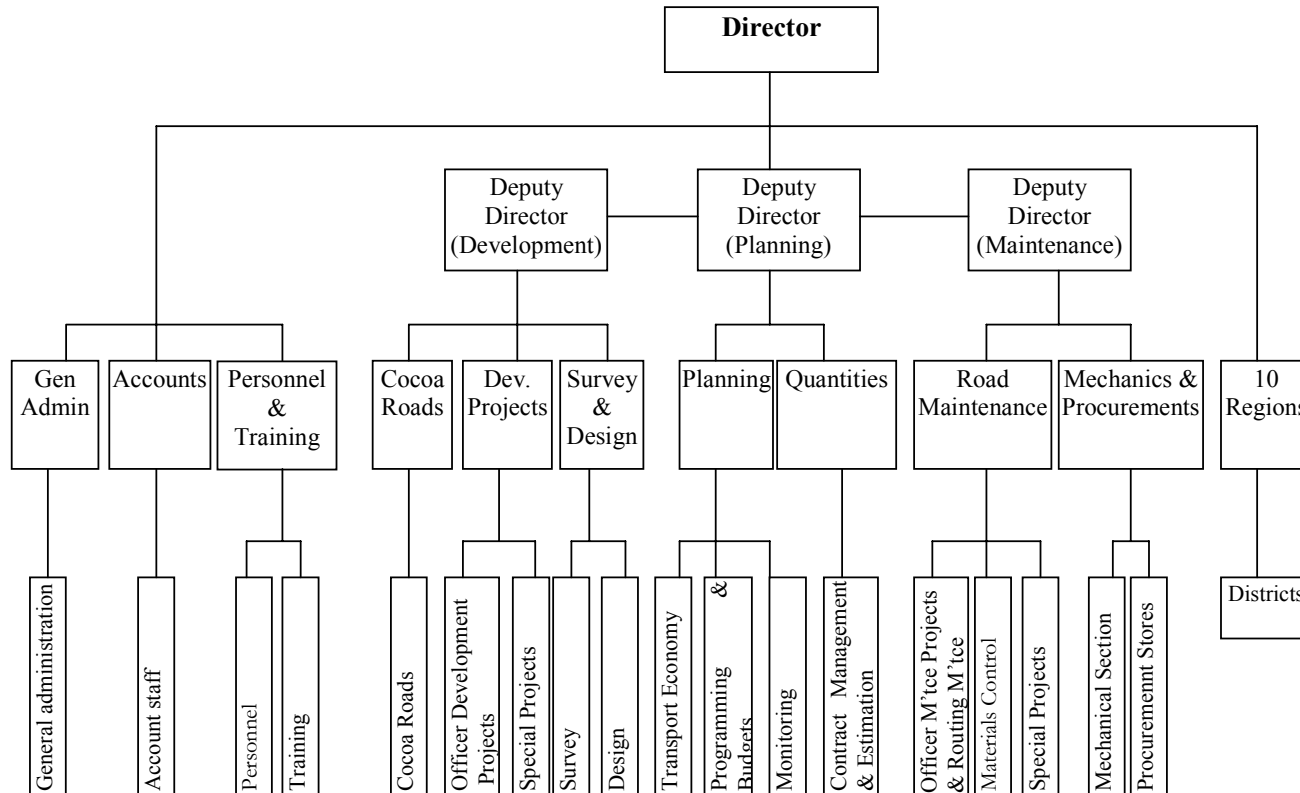 Director
Deputy
Director
(Development)
Deputy
Director
(Planning)
Deputy
Director
(Maintenance)
Gen
Admin
Accounts
Personnel
&
Training
Cocoa
Roads
Dev.
Projects
Survey
&
Design
Planning
Quantities
Road
Maintenance
Mechanics &
Procurements
10
Regions
General administration
Account staff
Personnel
Training
Cocoa Roads
Officer Development
Projects
Special Projects
Survey
Design
Transport Economy
Programming &
Budgets
Monitoring
Contract Management
& Estimation
Officer M'tce Projects
& Routing M'tce
Materials Control
Special Projects
Mechanical Section
Procuremennt Stores
Districts